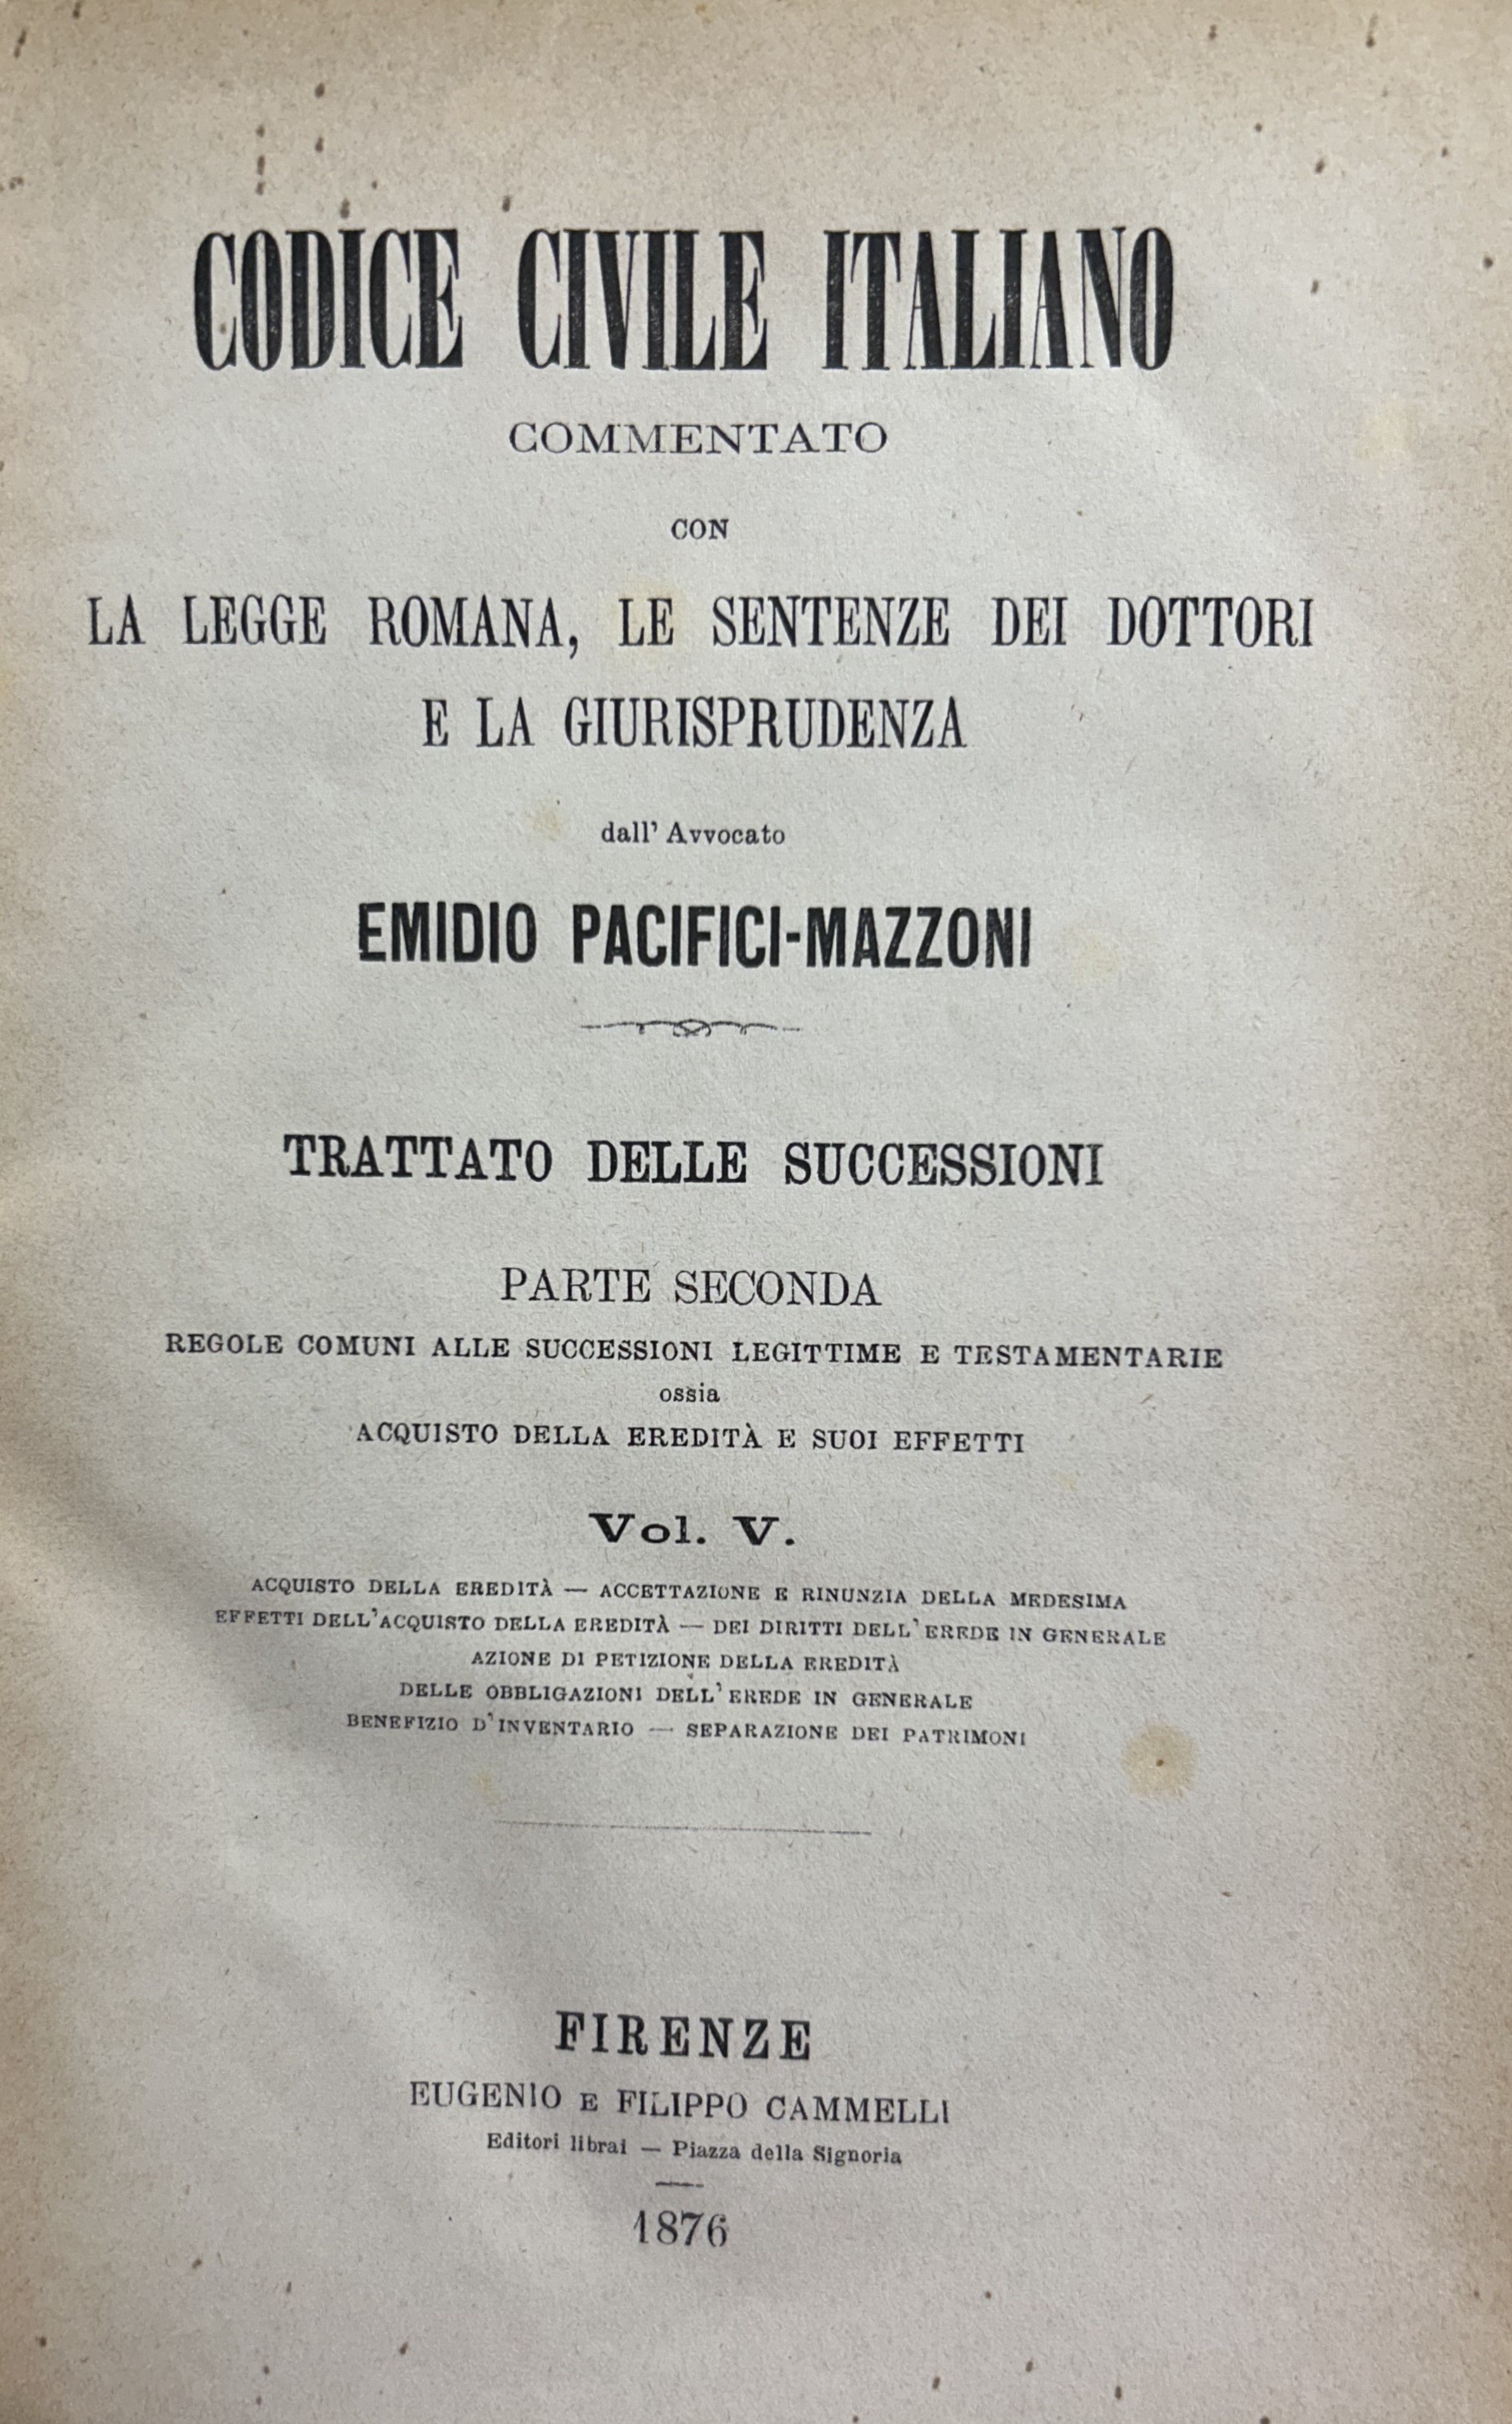 CODICE CIVILE ITALIANO
COMMENTATO
CON
LA LEGGE ROMANA, LE SENTENZE DEI DOTTORI
E LA GIURISPRUDENZA
dall' Avvocato
EMIDIO PACIFICI-MAZZONI
TRATTATO DELLE SUCCESSIONI
PARTE SECONDA
REGOLE COMUNI ALLE SUCCESSIONI LEGITTIME E TESTAMENTARIE
ossia
ACQUISTO DELLA EREDITÀ E SUOI EFFETTI
Vol. V.
ACQUISTO DELLA EREDITÀ — ACCETTAZIONE E RINUNZIA DELLA MEDESIMA
EFFETTI DELL'ACQUISTO DELLA EREDITÀ — DEI DIRITTI DELL'EREDE IN GENERALE
AZIONE DI PETIZIONE DELLA EREDITÀ
DELLE OBBLIGAZIONI DELL'EREDE IN GENERALE
BENEFIZIO D'INVENTARIO — SEPARAZIONE DEI PATRIMONI
FIRENZE
EUGENIO E FILIPPO CAMMELLI
Editori librai — Piazza della Signoria
1876